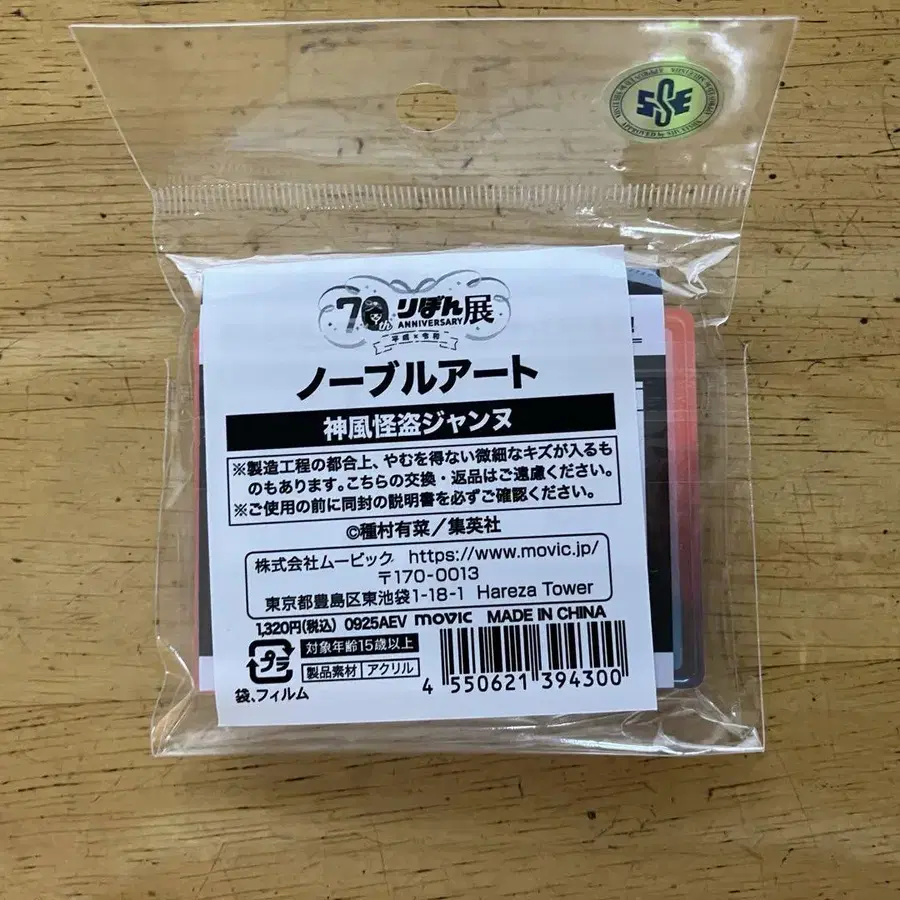 SSE
70th りぼん展
ANNIVERSARY
平成×令和
ノーブルアート
神風怪盗ジャンヌ
※製造工程の都合上、やむを得ない微細なキズが入るも
のもあります。こちらの交換・返品はご遠慮ください。
※ご使用の前に同封の説明書を必ずご確認ください。
©種村有菜／集英社
株式会社ムービック https://www.movic.jp/
〒170-0013
東京都豊島区東池袋1-18-1 Hareza Tower
1,320円(税込) 0925AEV movic MADE IN CHINA
プラ 対象年齢15歳以上
製品素材 アクリル
袋、フィルム
4 550621 394300
!